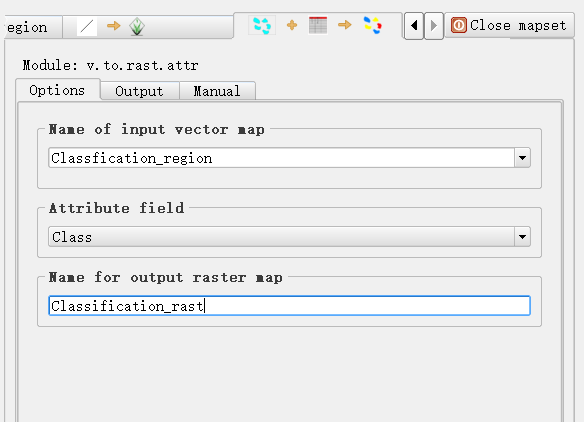 egion
Close mapset
Module: v.to.rast.attr
Options
Output
Manual
Name of input vector map
Classfication_region
Attribute field
Class
Name for output raster map
Classification_rast